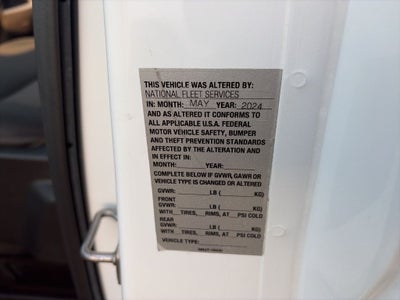 THIS VEHICLE WAS ALTERED BY:
NATIONAL FLEET SERVICES
IN: MONTH: MAY YEAR: 2024
AND AS ALTERED IT CONFORMS TO
ALL APPLICABLE U.S.A. FEDERAL
MOTOR VEHICLE SAFETY, BUMPER
AND THEFT PREVENTION STANDARDS
AFFECTED BY THE ALTERATION AND
IN EFFECT IN:
MONTH: YEAR:
COMPLETE BELOW IF GVWR, GAWR OR
VEHICLE TYPE IS CHANGED OR ALTERED
GVWR: LB ( KG)
FRONT
GVWR: LB ( KG)
WITH TIRES, RIMS, AT PSI COLD
REAR
GVWR: LB ( KG)
WITH TIRES, RIMS, AT PSI COLD
VEHICLE TYPE: